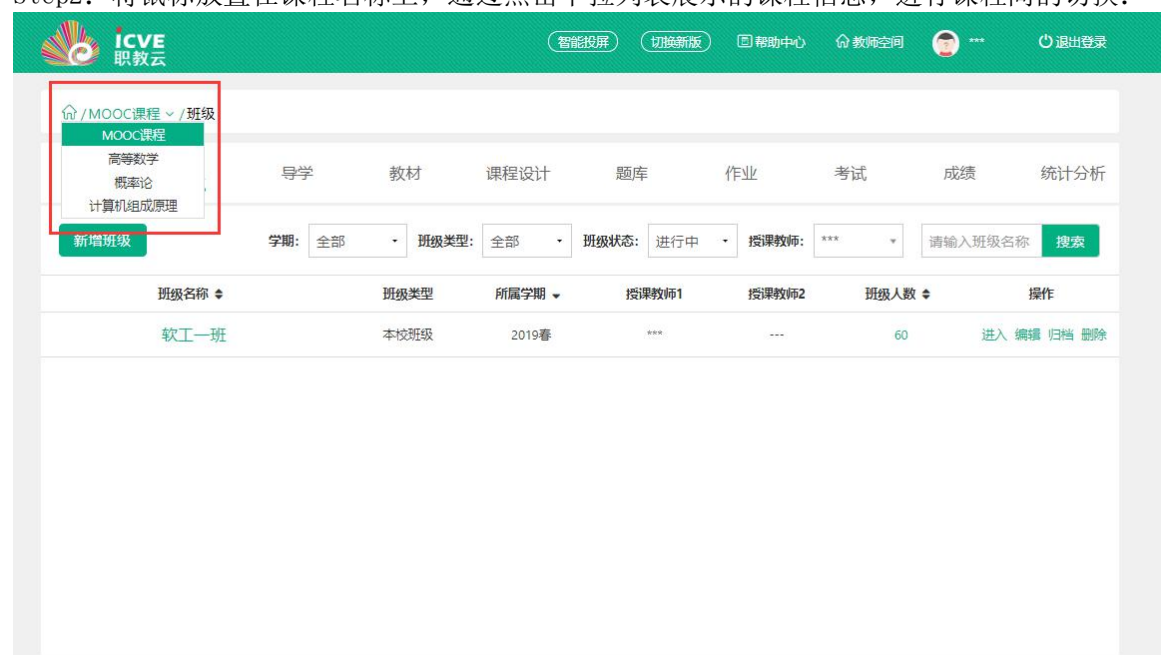 Step2: 将鼠标放置在课程名称上，通过点击下拉列表展示的课程信息，进行课程间的切换.
icve 职教云 智能投屏 切换新版 帮助中心 教师空间 *** 退出登录
/MOOC课程 /班级
MOOC课程
高等数学
概率论
计算机组成原理
导学 教材 课程设计 题库 作业 考试 成绩 统计分析
新增班级 学期: 全部 班级类型: 全部 班级状态: 进行中 授课教师: *** 请输入班级名称 搜索
班级名称 班级类型 所属学期 授课教师1 授课教师2 班级人数 操作
软工一班 本校班级 2019春 *** --- 60 进入 编辑 归档 删除